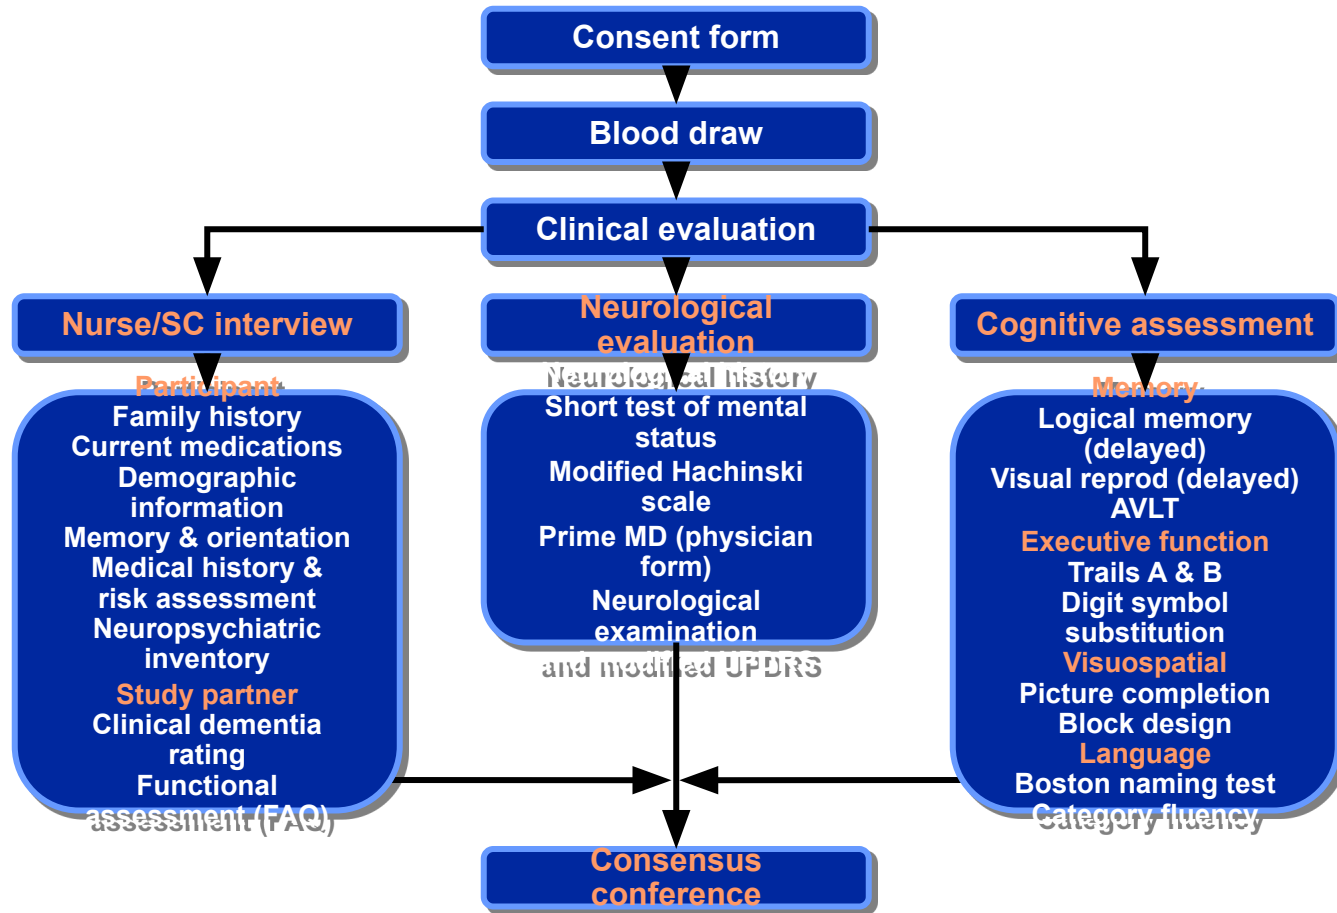 Consent form
Blood draw
Clinical evaluation
Nurse/SC interview
Participant
Family history
Current medications
Demographic
information
Memory & orientation
Medical history &
risk assessment
Neuropsychiatric
inventory
Study partner
Clinical dementia
rating
Functional
assessment (FAQ)
Neurological
evaluation
Neurological history
Short test of mental
status
Modified Hachinski
scale
Prime MD (physician
form)
Neurological
examination
and modified UPDRS
Cognitive assessment
Memory
Logical memory
(delayed)
Visual reprod (delayed)
AVLT
Executive function
Trails A & B
Digit symbol
substitution
Visuospatial
Picture completion
Block design
Language
Boston naming test
Category fluency
Consensus
conference